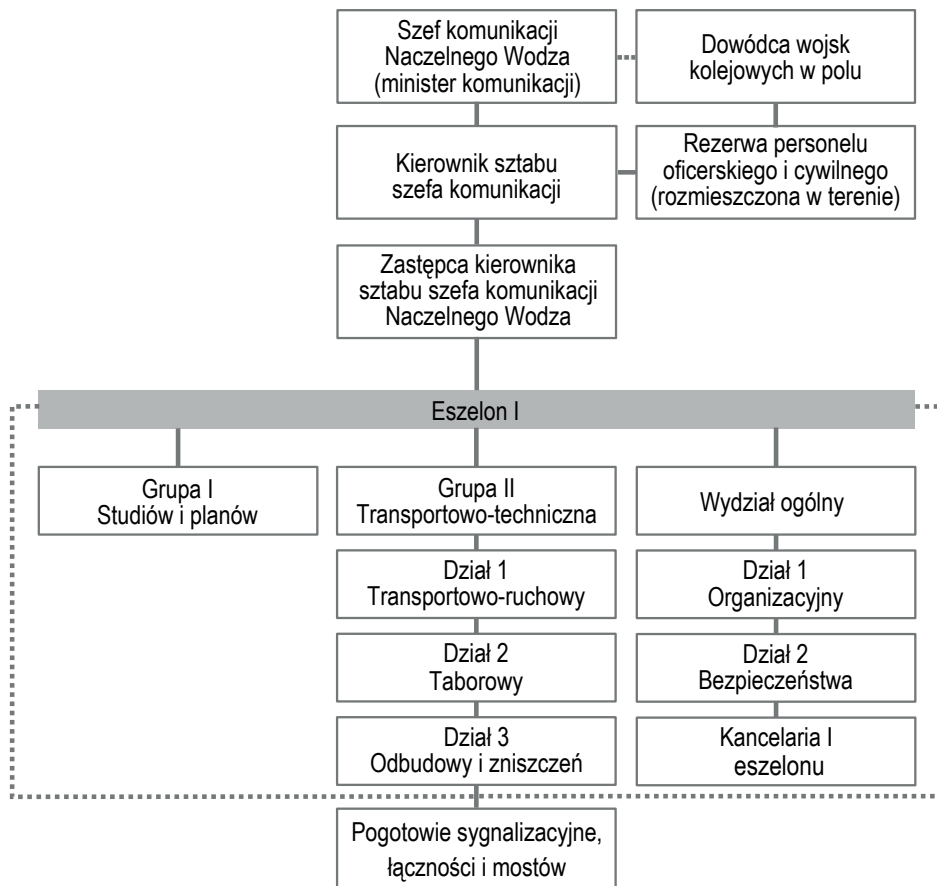 Szef komunikacji
Naczelnego Wodza
(minister komunikacji)
Dowódca wojsk
kolejowych w polu
Kierownik sztabu
szefa komunikacji
Rezerwa personelu
oficerskiego i cywilnego
(rozmieszczona w terenie)
Zastępca kierownika
sztabu szefa komunikacji
Naczelnego Wodza
Eszelon I
Grupa I
Studiów i planów
Grupa II
Transportowo-techniczna
Wydział ogólny
Dział 1
Transportowo-ruchowy
Dział 1
Organizacyjny
Dział 2
Taborowy
Dział 2
Bezpieczeństwa
Dział 3
Odbudowy i zniszczeń
Kancelaria I
eszelonu
Pogotowie sygnalizacyjne,
łączności i mostów